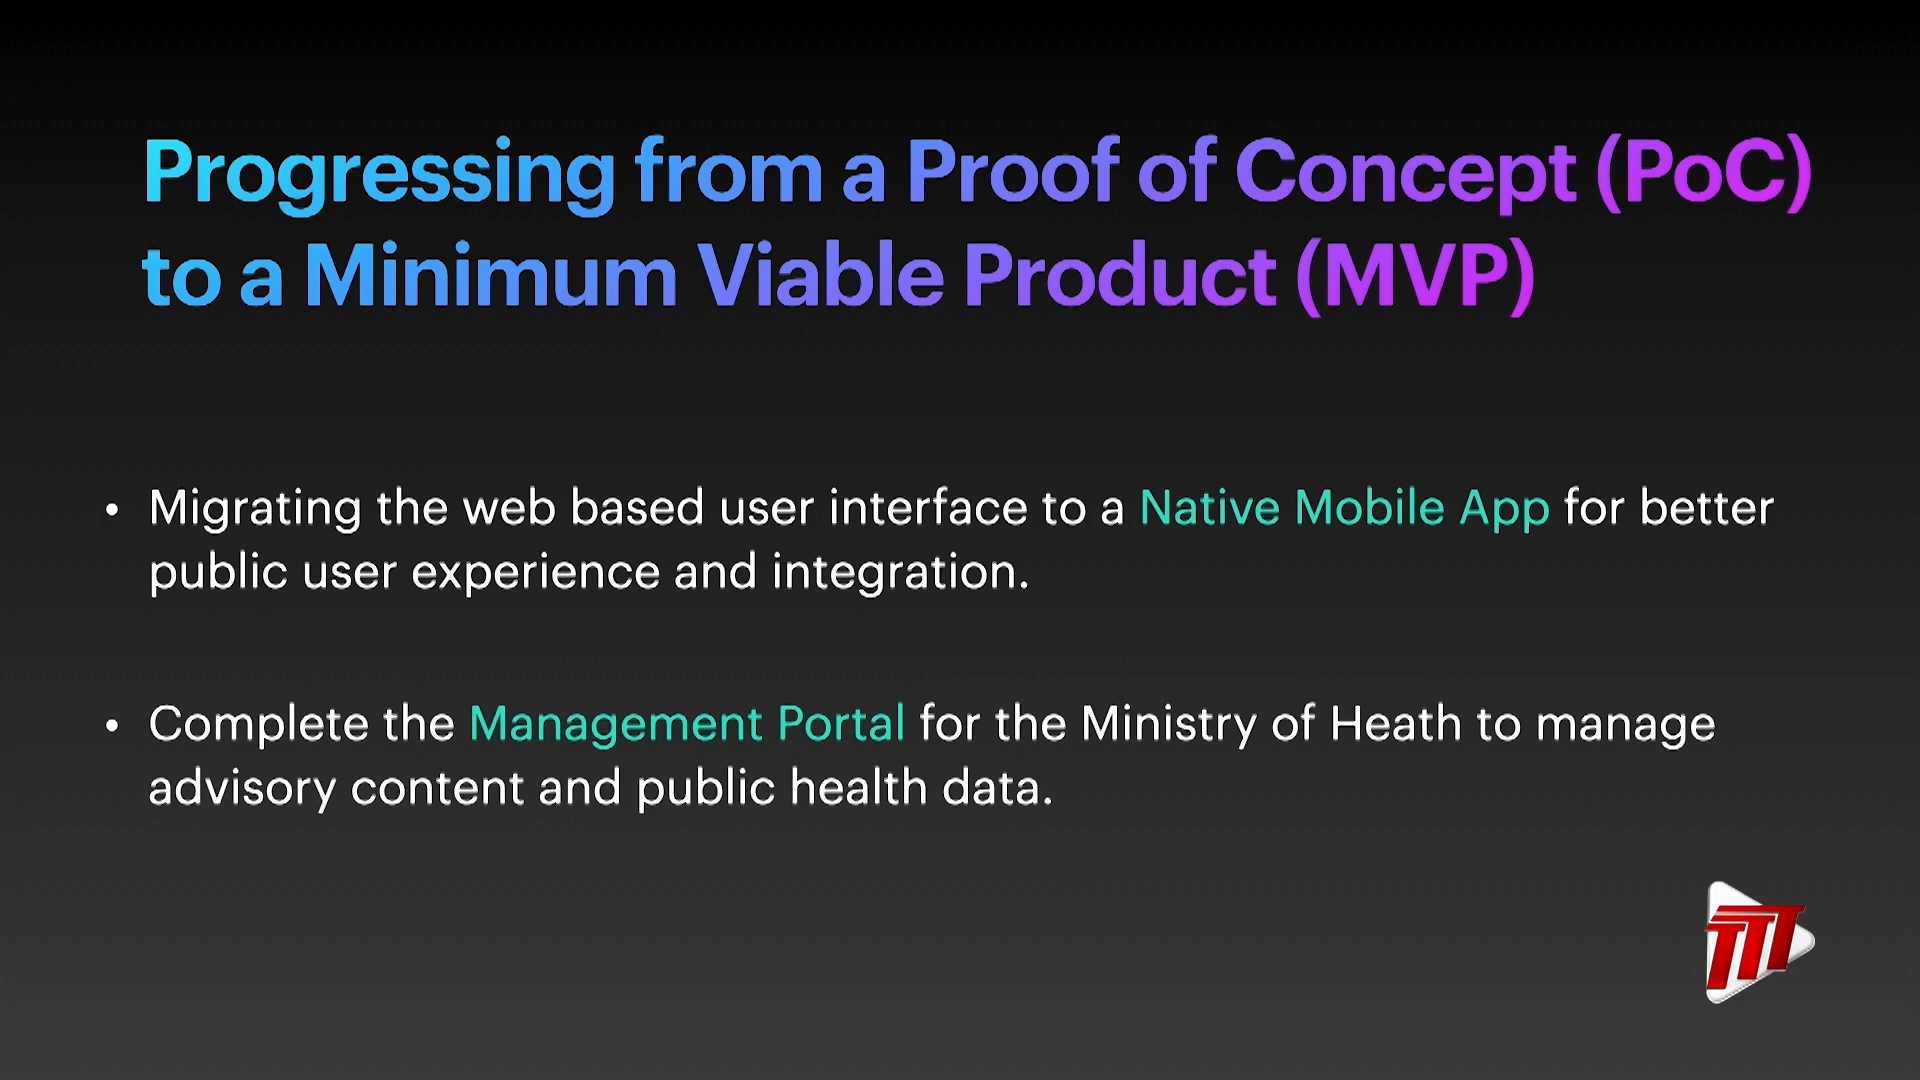 Progressing from a Proof of Concept (PoC)
to a Minimum Viable Product (MVP)
• Migrating the web based user interface to a Native Mobile App for better
public user experience and integration.
• Complete the Management Portal for the Ministry of Heath to manage
advisory content and public health data.
TTT